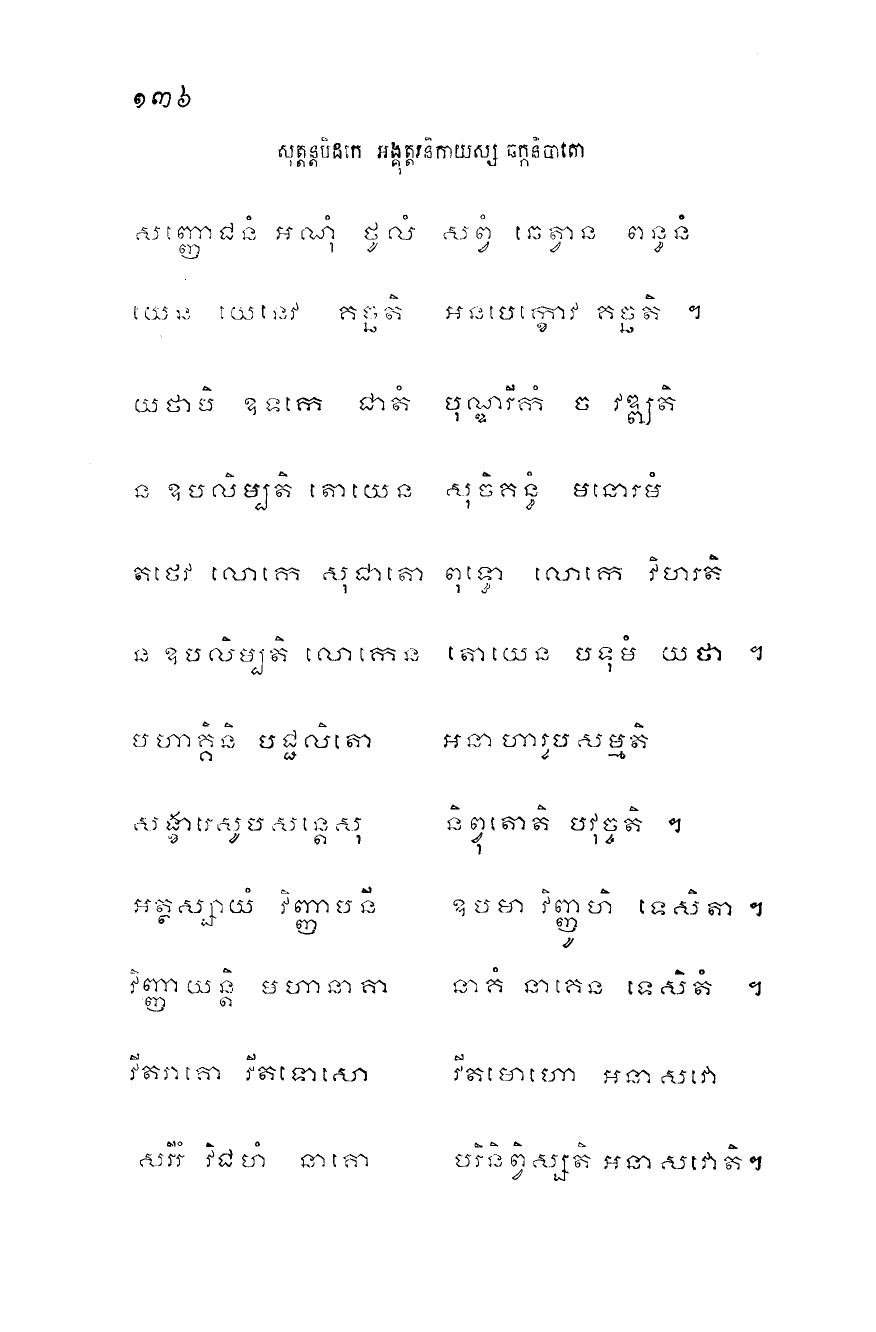 ១៣៦
សុត្តន្តបិដកេ អង្គុត្តរនិកាយស្ស ឆក្កនិបាតោ
សញ្ញោជនំ អណុំ ថូលំ សព្វំ ឆេត្វាន ពន្ធនំ
យេន យេនេវ គច្ឆតិ អនបេក្ខោវ គច្ឆតិ ។
យថាបិ ឧទកេ ជាតំ បុណ្ឌរីកំ ច វឌ្ឍតិ
ន ឧបលិម្បតិ តោយេន សុចិគន្ធំ មនោរមំ
តថេវ លោកេ សុជាតោ ពុទ្ធោ លោកេ វិហរតិ
ន ឧបលិម្បតិ លោកេន តោយេន បទុមំ យថា ។
មហាគ្គិនិ បជ្ជលិតោ អនាហារូបសម្មតិ
សង្ខារេសូបសន្តេសុ និព្វុតោតិ បវុច្ចតិ ។
អត្ថស្សាយំ វិញ្ញាបនី ឧបមា វិញ្ញូហិ ទេសិតា ។
វិញ្ញាយន្តិ មហានាគា នាគំ នាគេន ទេសិតំ ។
វីតរាគោ វីតទោសោ វីតមោហោ អនាសវោ
សរីរំ វិជហំ នាគោ បរិនិព្វិស្សតិ អនាសវោតិ។